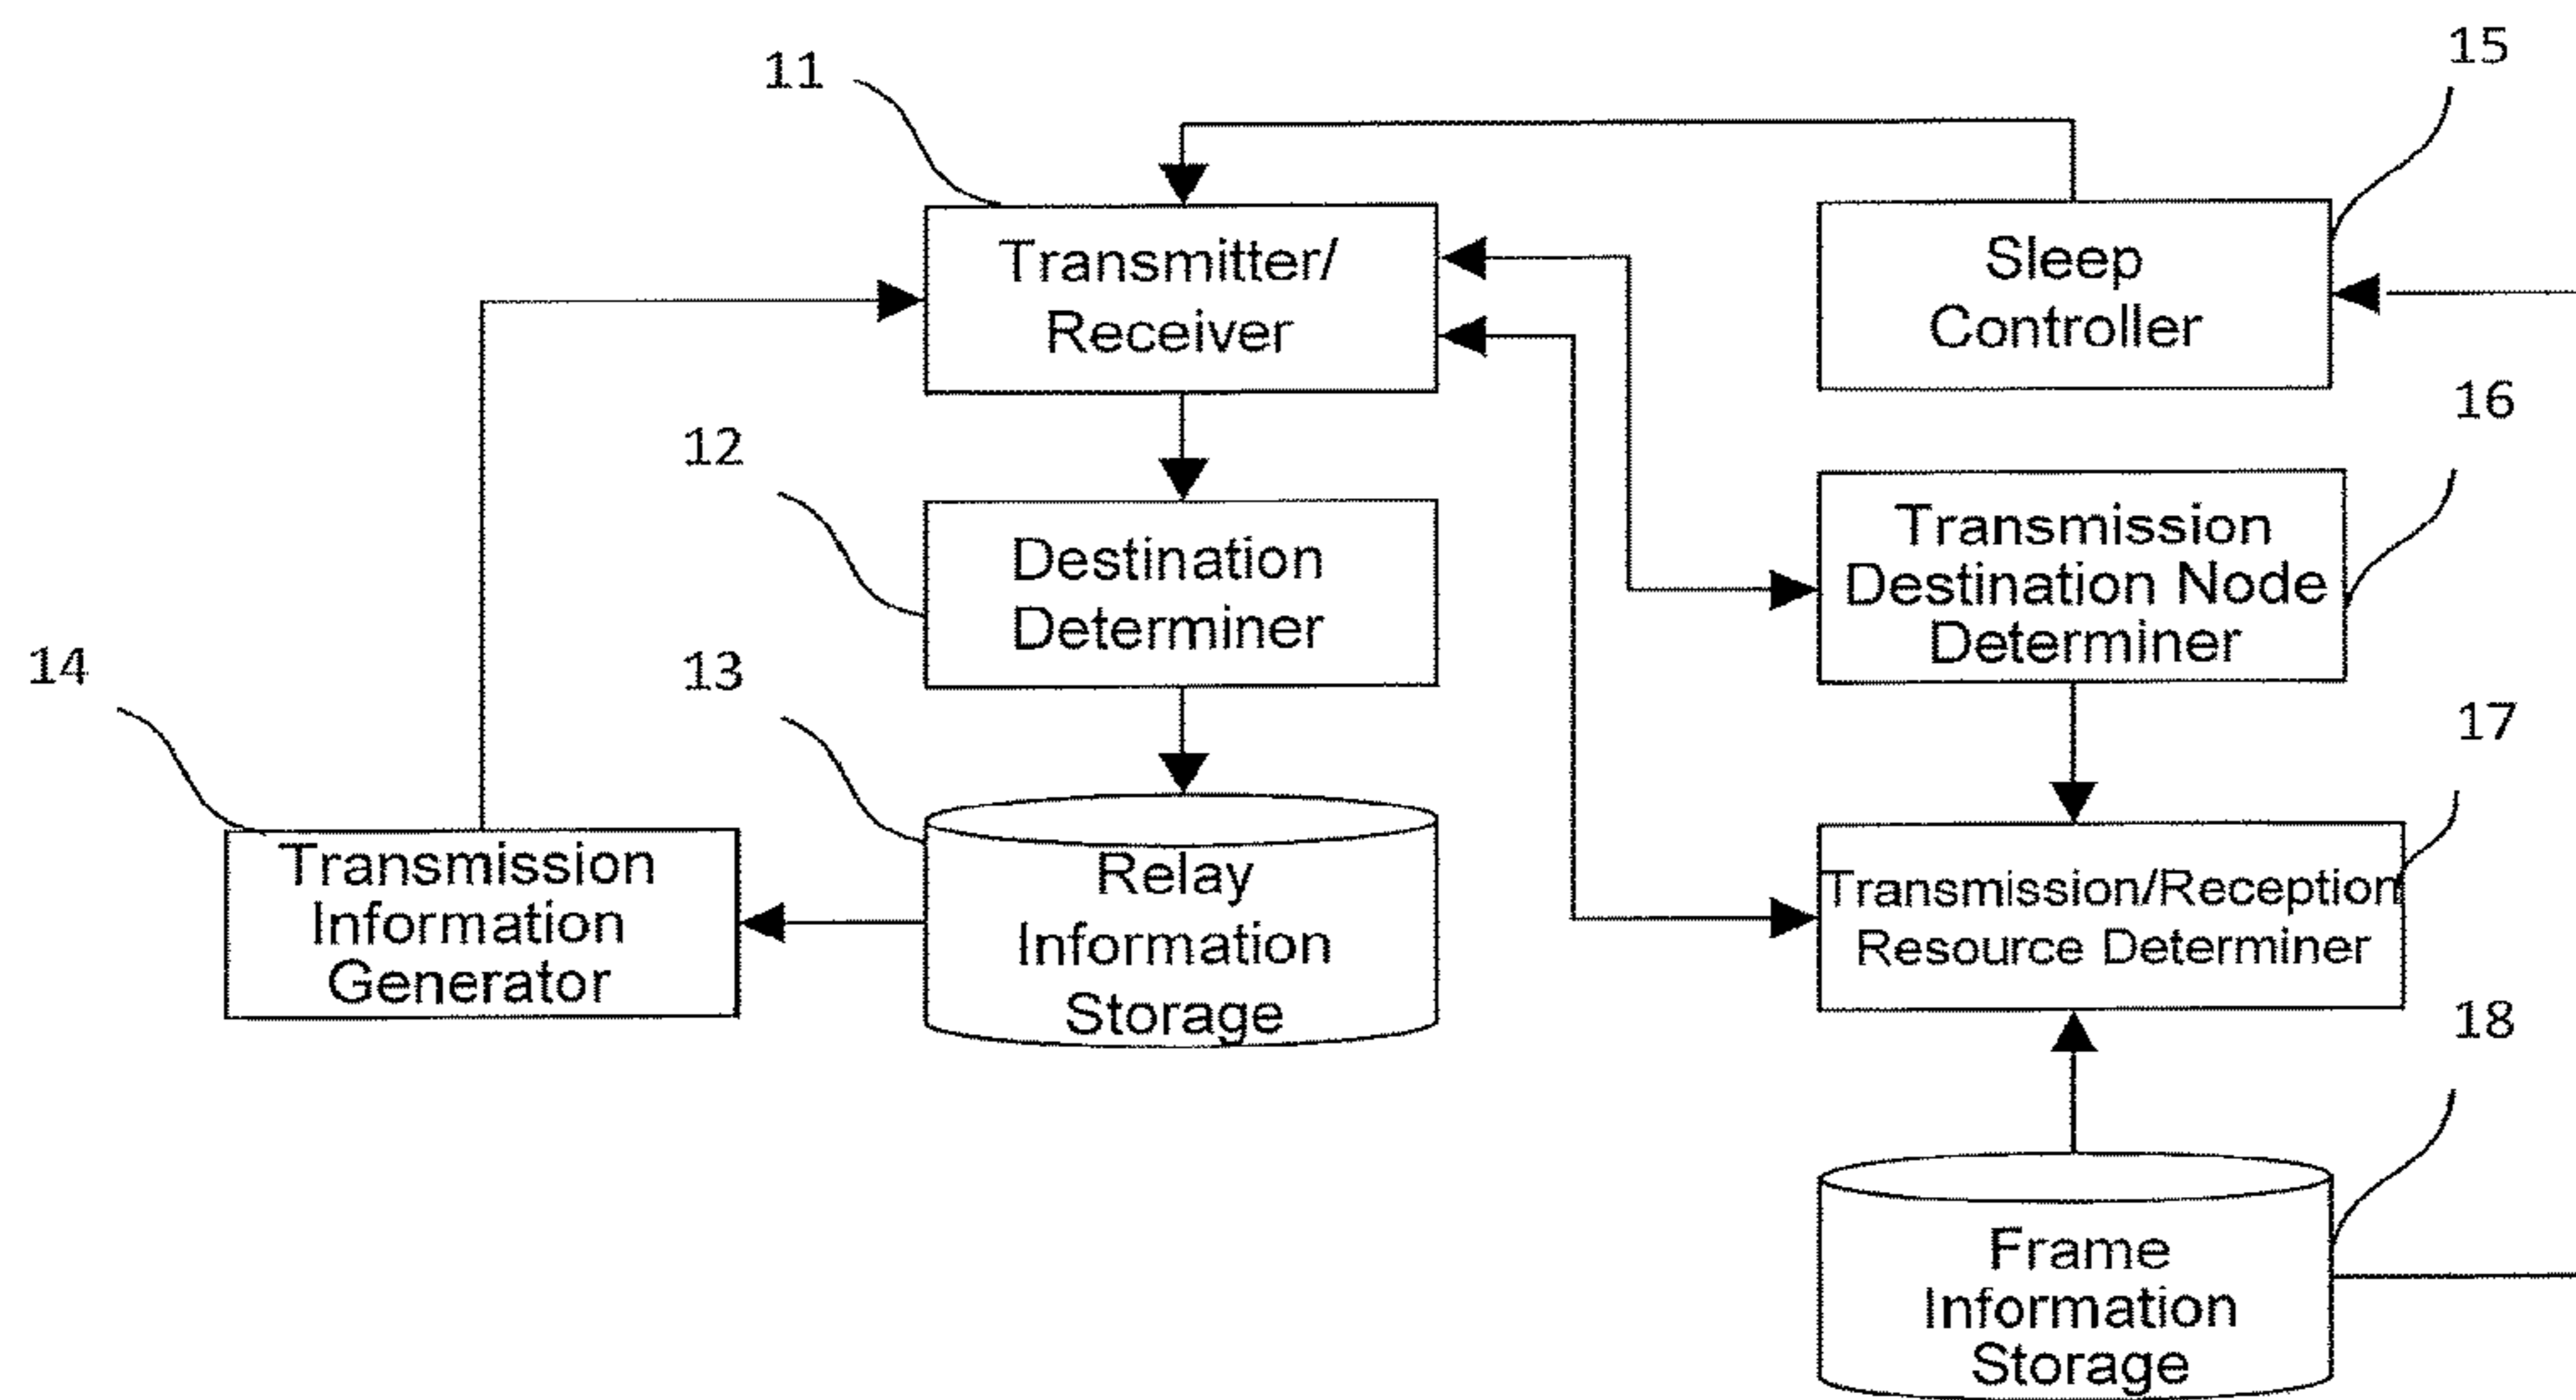 11
15
Transmitter/
Receiver
Sleep
Controller
12
16
Destination
Determiner
Transmission
Destination Node
Determiner
14
13
17
Transmission
Information
Generator
Relay
Information
Storage
Transmission/Reception
Resource Determiner
18
Frame
Information
Storage